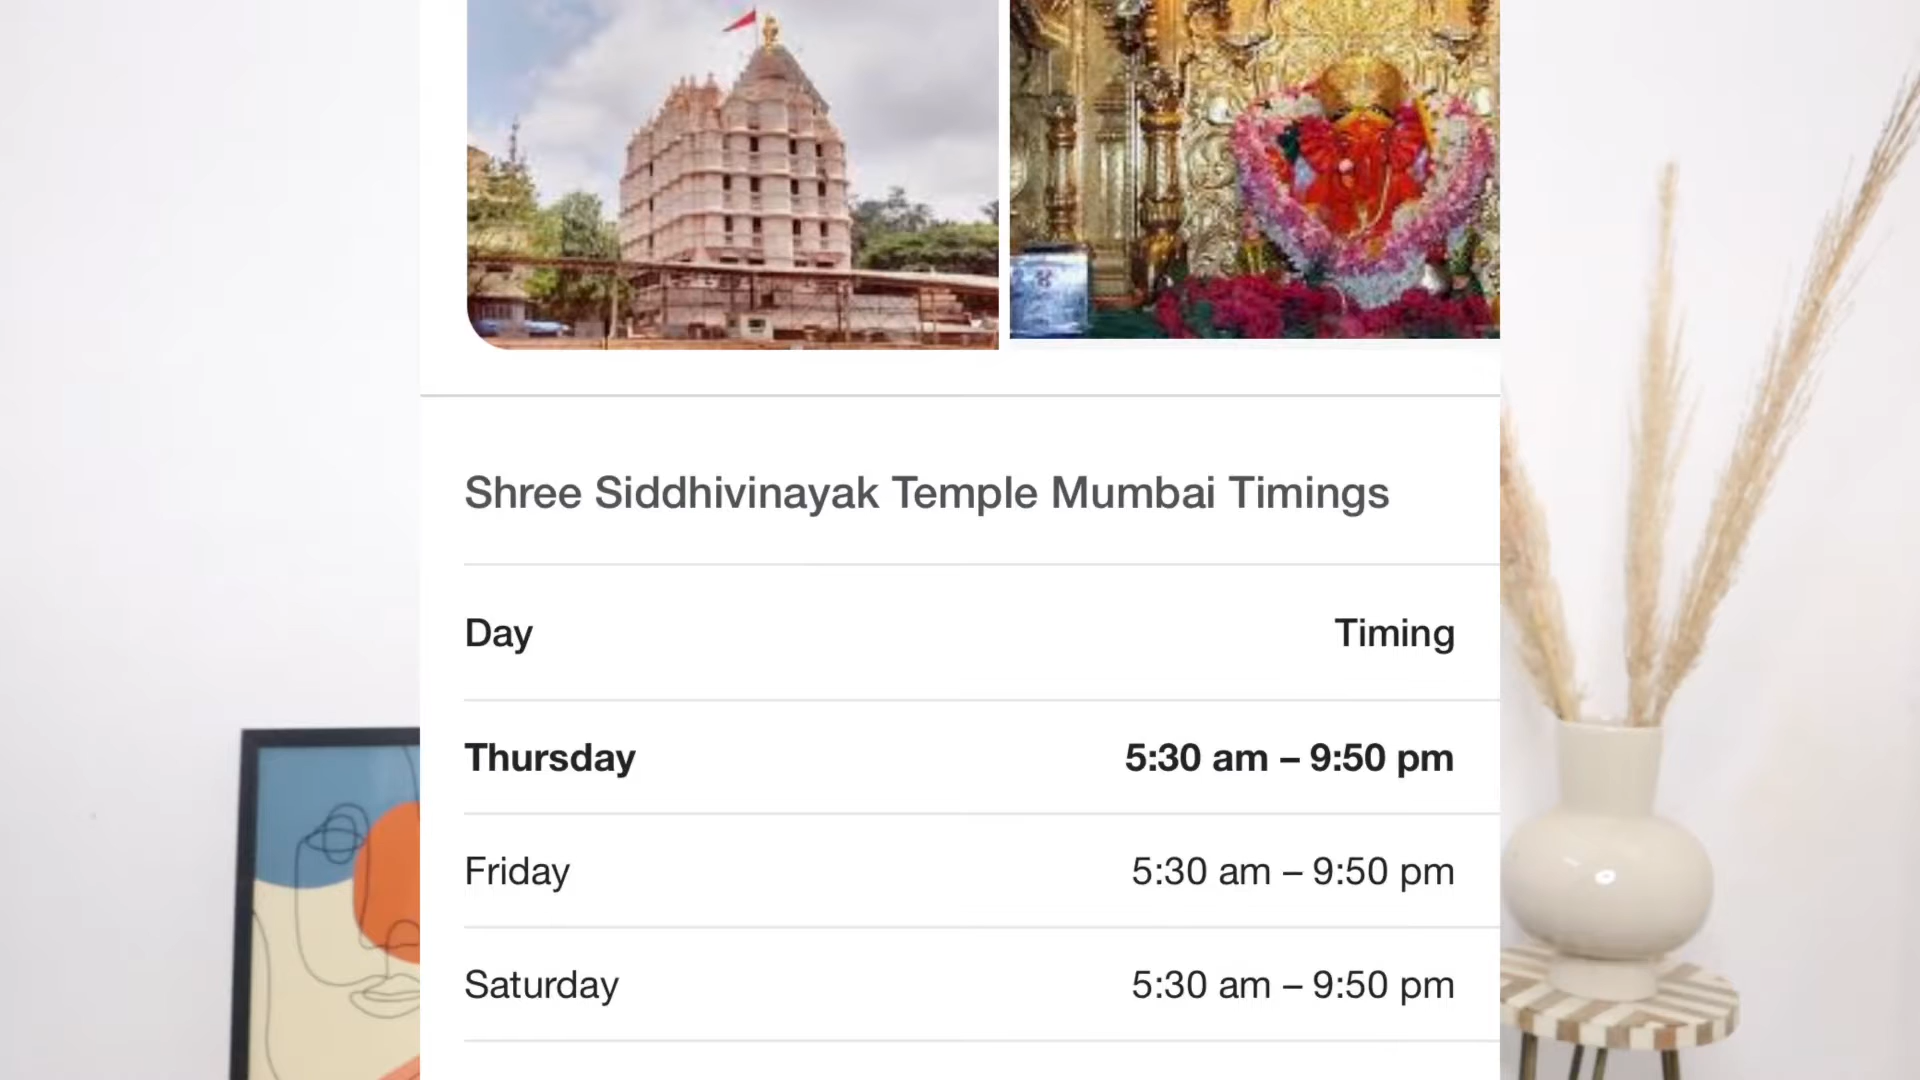 Shree Siddhivinayak Temple Mumbai Timings
Day Timing
Thursday 5:30 am – 9:50 pm
Friday 5:30 am – 9:50 pm
Saturday 5:30 am – 9:50 pm